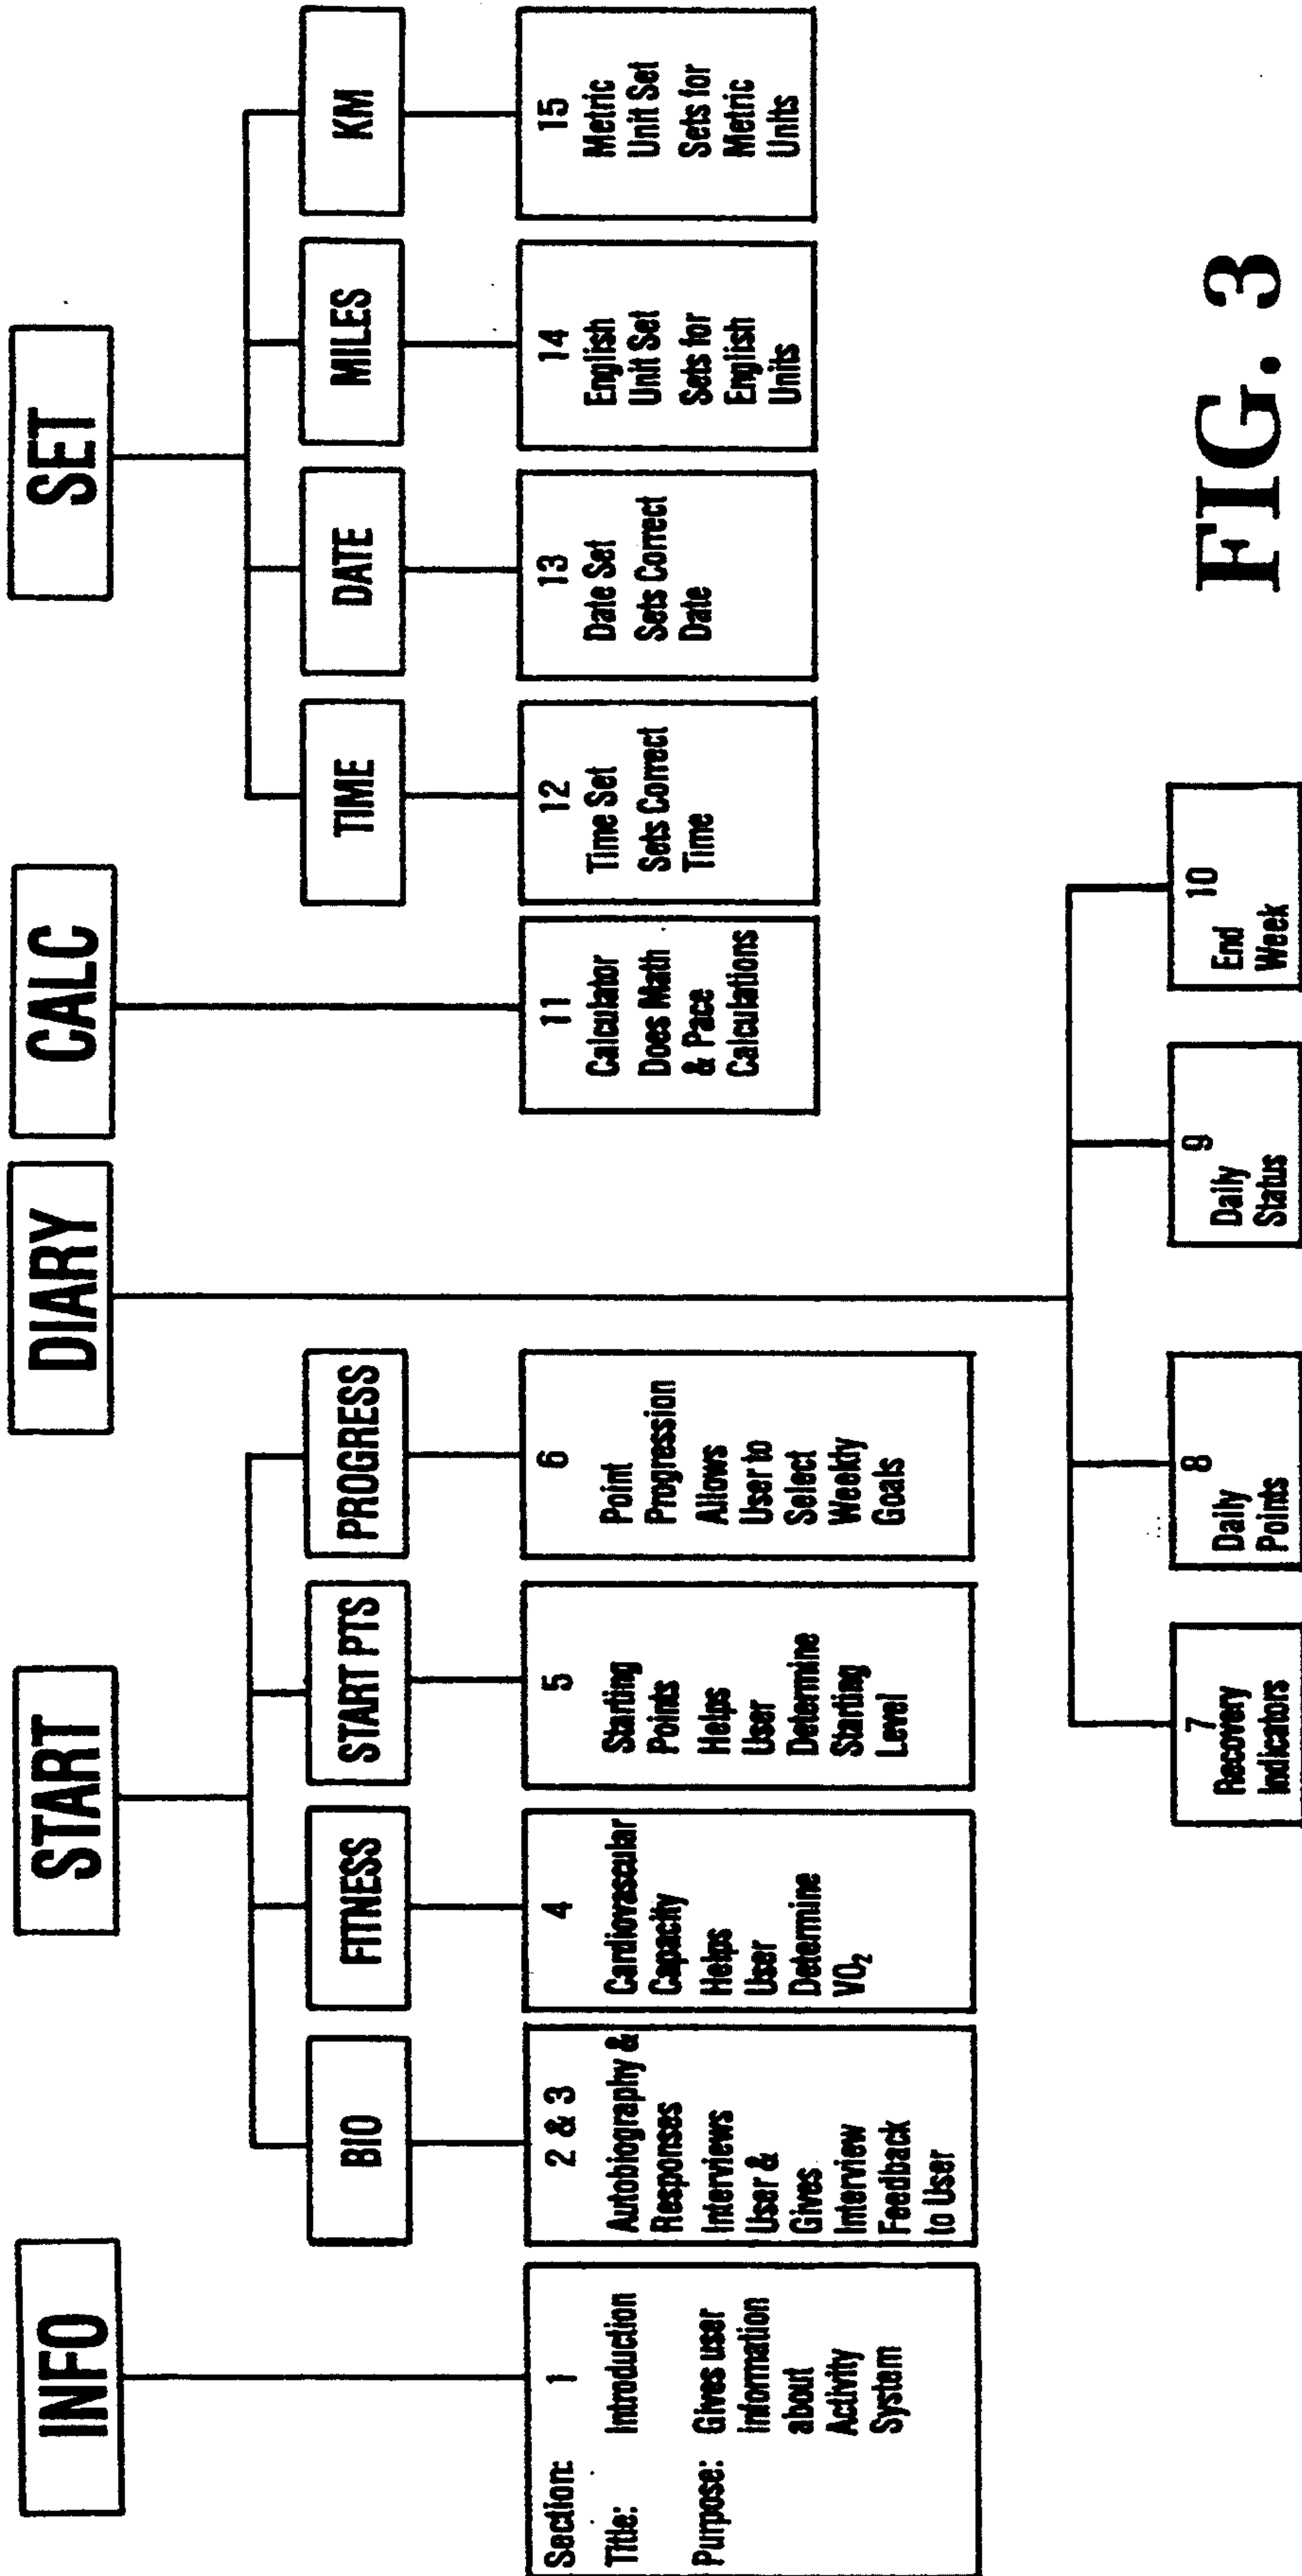 INFO
START
DIARY
CALC
SET
BIO
FITNESS
START PTS
PROGRESS
TIME
DATE
MILES
KM
Section: 1
Title: Introduction
Purpose: Gives user
Information
about
Activity
System
2 & 3
Autobiography &
Responses
Interviews
User &
Gives
Interview
Feedback
to User
4
Cardiovascular
Capacity
Helps
User
Determine
VO₂
5
Starting
Points
Helps
User
Determine
Starting
Level
6
Point
Progression
Allows
User to
Select
Weekly
Goals
11
Calculator
Does Math
& Pace
Calculations
12
Time Set
Sets Correct
Time
13
Date Set
Sets Correct
Date
14
English
Unit Set
Sets for
English
Units
15
Metric
Unit Set
Sets for
Metric
Units
7
Recovery
Indicators
8
Daily
Points
9
Daily
Status
10
End
Week
FIG. 3